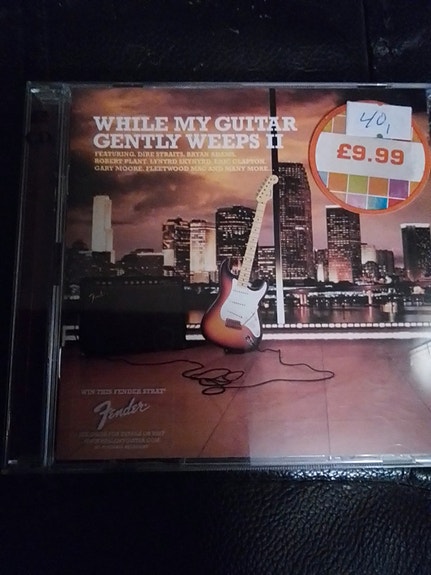 WHILE MY GUITAR
GENTLY WEEPS II
FEATURING, DIRE STRAITS, BRYAN ADAMS,
ROBERT PLANT, LYNYRD SKYNYRD, ERIC CLAPTON,
GARY MOORE, FLEETWOOD MAC AND MANY MORE...
40,
£9.99
Fender
WIN THIS FENDER STRAT*
Fender